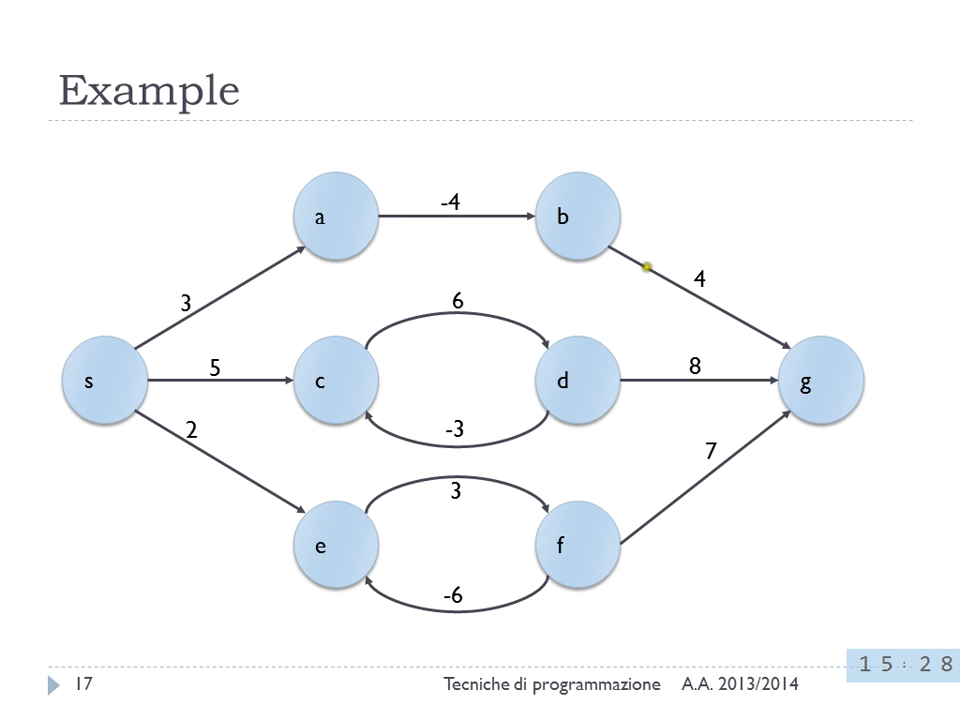 Example
a
-4
b
4
3
6
s
5
c
d
8
g
2
-3
7
3
e
f
-6
15:28
17
Tecniche di programmazione
A.A. 2013/2014